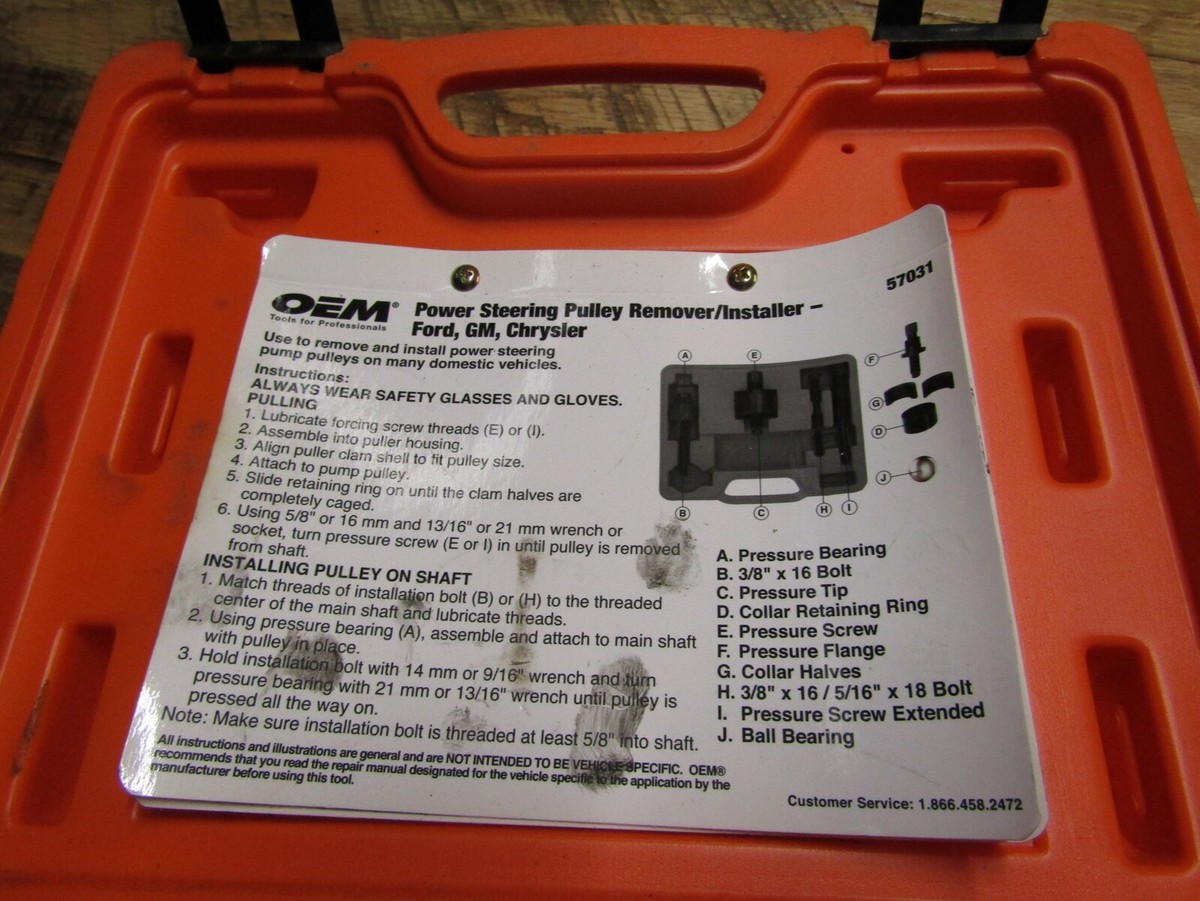 57031
OEM®
Tools for Professionals
Power Steering Pulley Remover/Installer –
Ford, GM, Chrysler
Use to remove and install power steering
pump pulleys on many domestic vehicles.
Instructions:
ALWAYS WEAR SAFETY GLASSES AND GLOVES.
PULLING
1. Lubricate forcing screw threads (E) or (I).
2. Assemble into puller housing.
3. Align puller clam shell to fit pulley size.
4. Attach to pump pulley.
5. Slide retaining ring on until the clam halves are
completely caged.
6. Using 5/8" or 16 mm and 13/16" or 21 mm wrench or
socket, turn pressure screw (E or I) in until pulley is removed
from shaft.
INSTALLING PULLEY ON SHAFT
1. Match threads of installation bolt (B) or (H) to the threaded
center of the main shaft and lubricate threads.
2. Using pressure bearing (A), assemble and attach to main shaft
with pulley in place.
3. Hold installation bolt with 14 mm or 9/16" wrench and turn
pressure bearing with 21 mm or 13/16" wrench until pulley is
pressed all the way on.
Note: Make sure installation bolt is threaded at least 5/8" into shaft.
All instructions and illustrations are general and are NOT INTENDED TO BE VEHICLE SPECIFIC. OEM®
recommends that you read the repair manual designated for the vehicle specific to the application by the
manufacturer before using this tool.
A
E
F
G
D
J
B
C
H
I
A. Pressure Bearing
B. 3/8" x 16 Bolt
C. Pressure Tip
D. Collar Retaining Ring
E. Pressure Screw
F. Pressure Flange
G. Collar Halves
H. 3/8" x 16 / 5/16" x 18 Bolt
I. Pressure Screw Extended
J. Ball Bearing
Customer Service: 1.866.458.2472